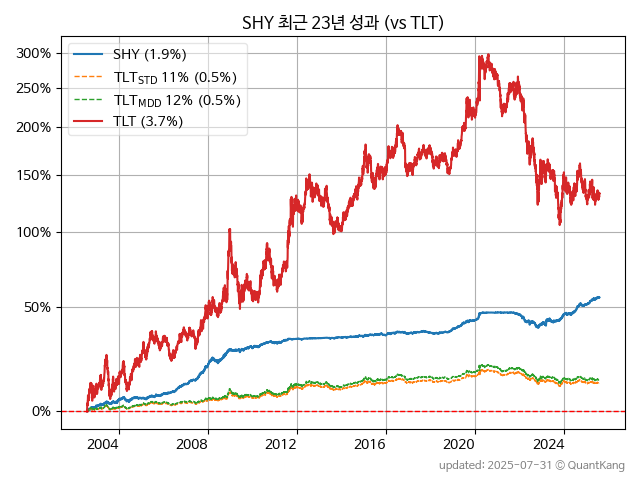 SHY 최근 23년 성과 (vs TLT)
SHY (1.9%)
TLT_STD 11% (0.5%)
TLT_MDD 12% (0.5%)
TLT (3.7%)
300%
250%
200%
150%
100%
50%
0%
2004 2008 2012 2016 2020 2024
updated: 2025-07-31 © QuantKang